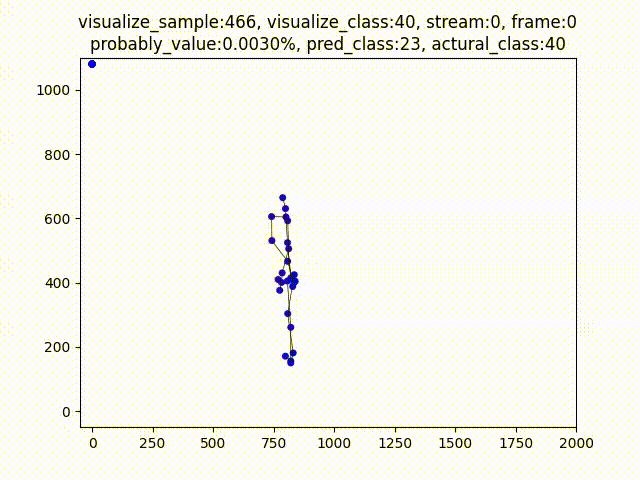 visualize_sample:466, visualize_class:40, stream:0, frame:0
probably_value:0.0030%, pred_class:23, actural_class:40
1000
800
600
400
200
0
0 250 500 750 1000 1250 1500 1750 2000